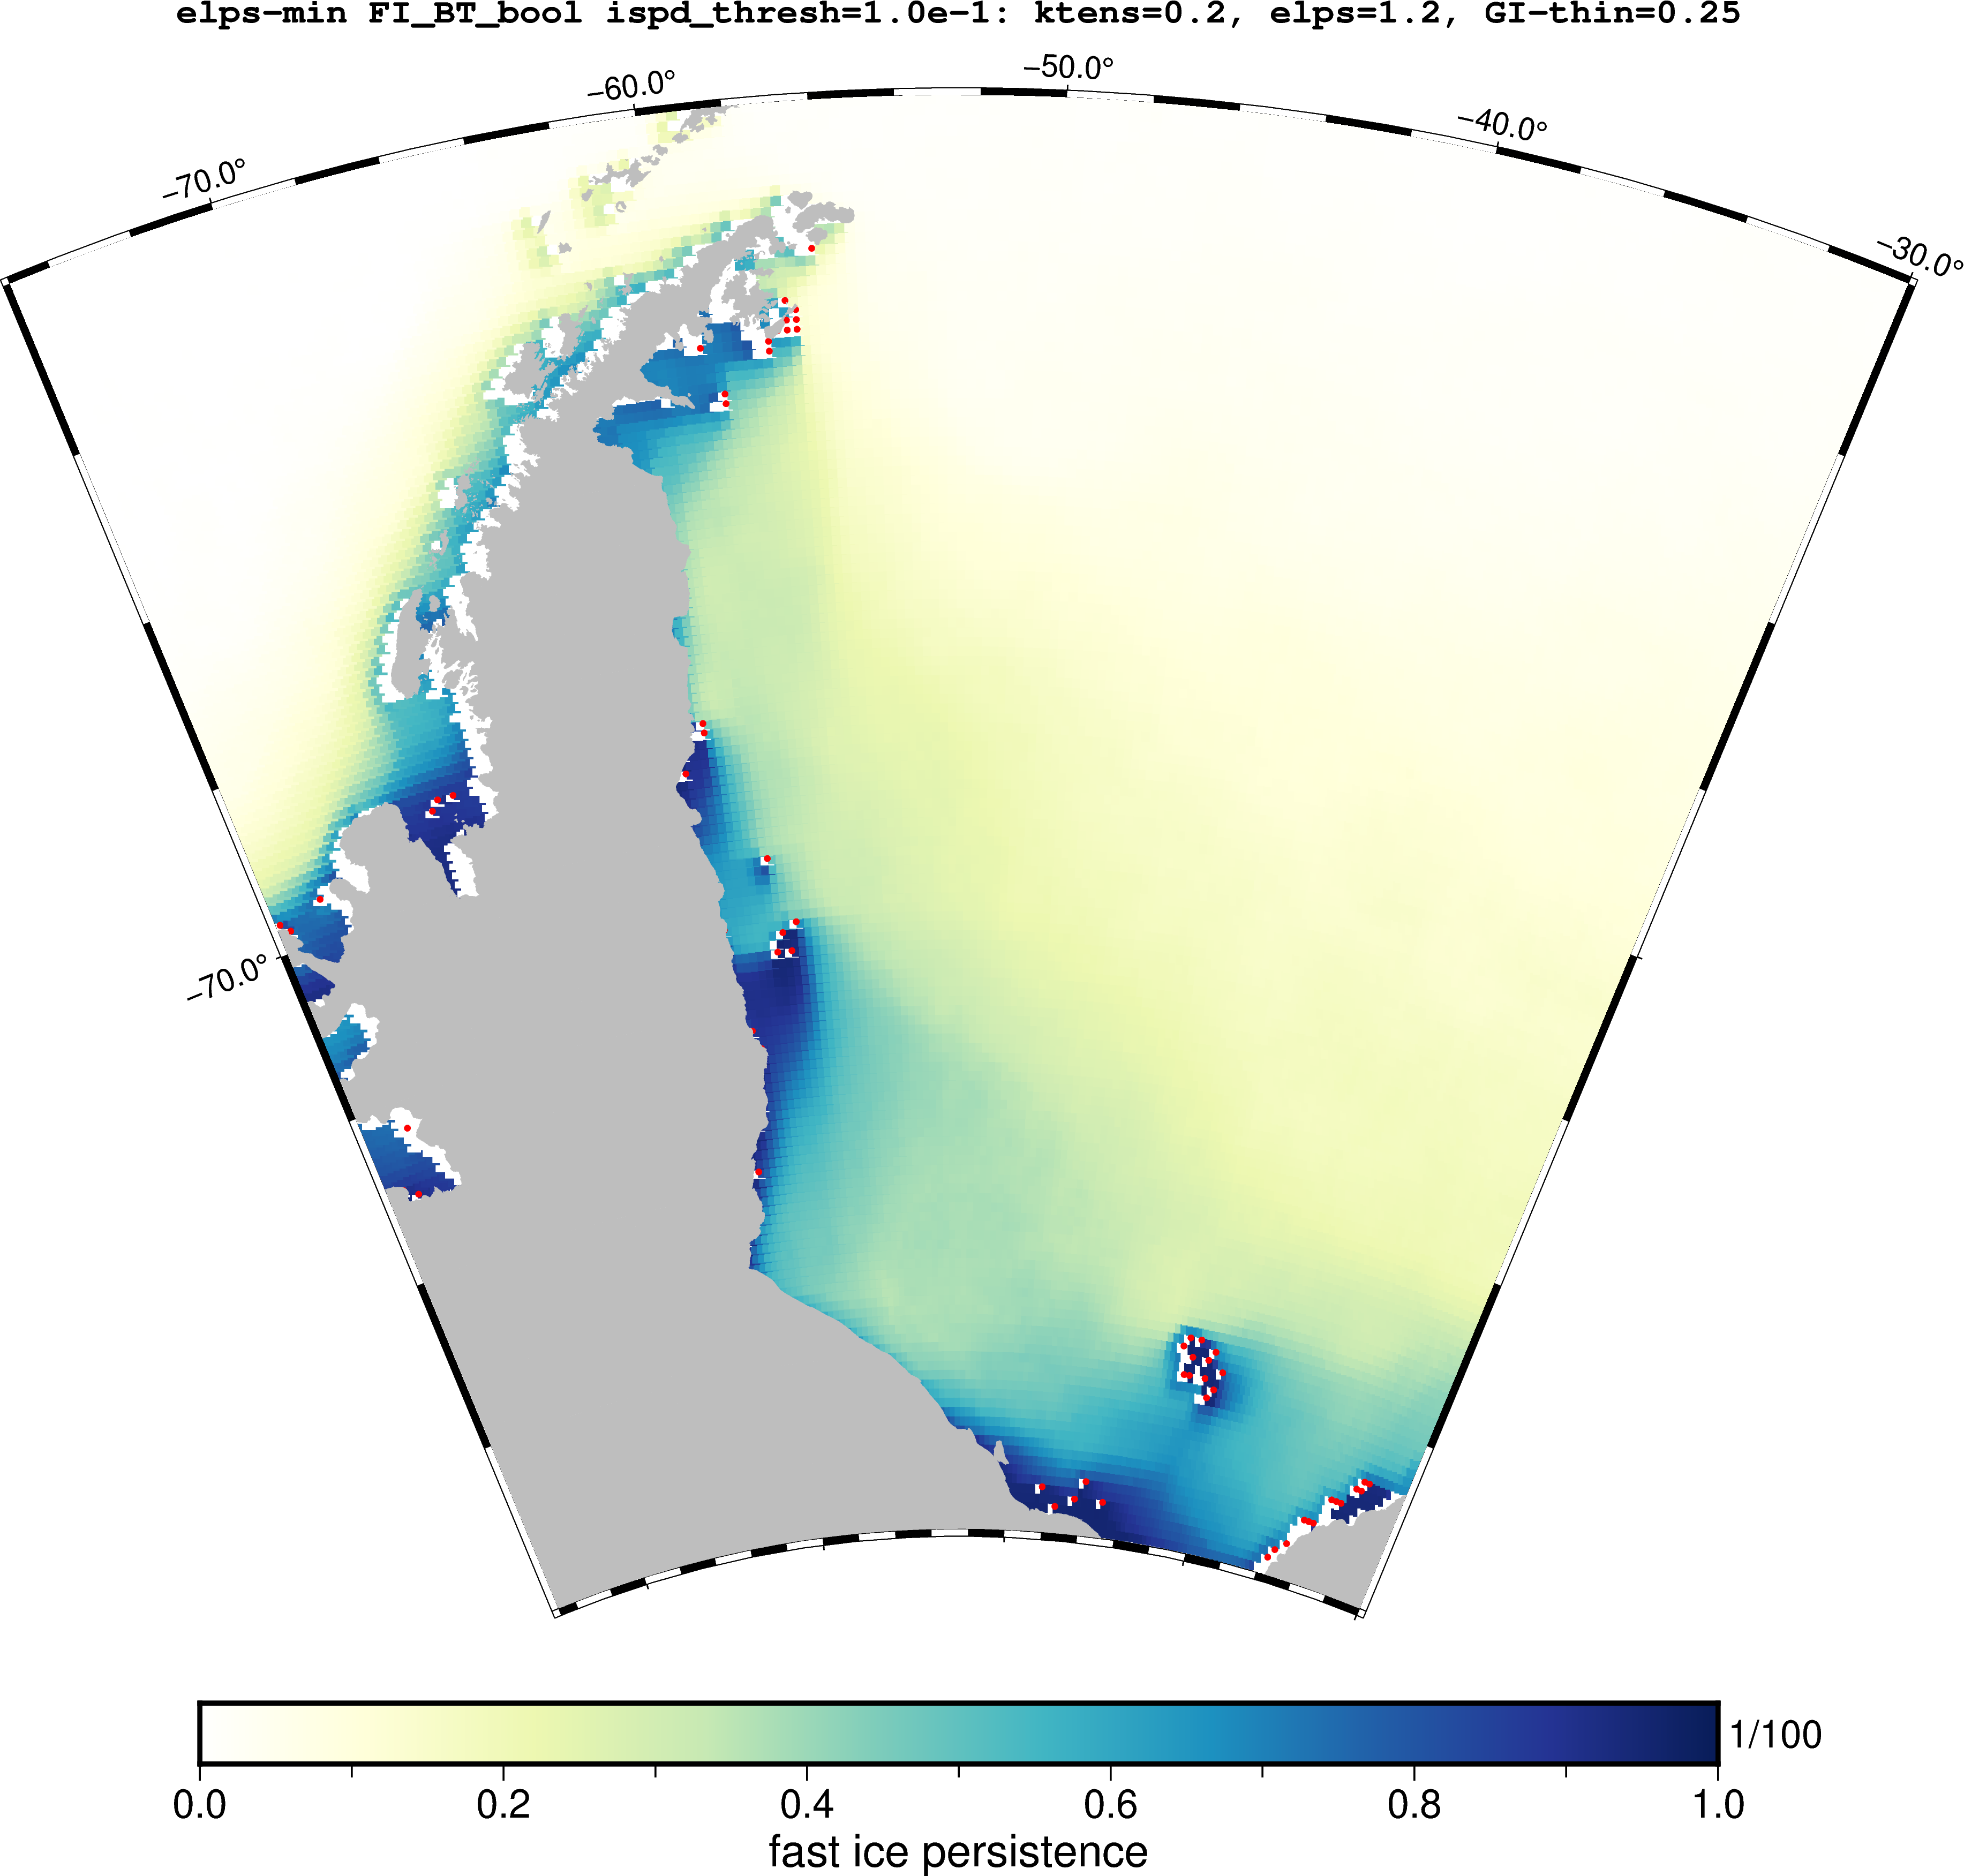 elps-min FI_BT_bool ispd_thresh=1.0e-1: ktens=0.2, elps=1.2, GI-thin=0.25
-70.0°
-60.0°
-50.0°
-40.0°
-30.0°
-70.0°
1/100
0.0 0.2 0.4 0.6 0.8 1.0
fast ice persistence